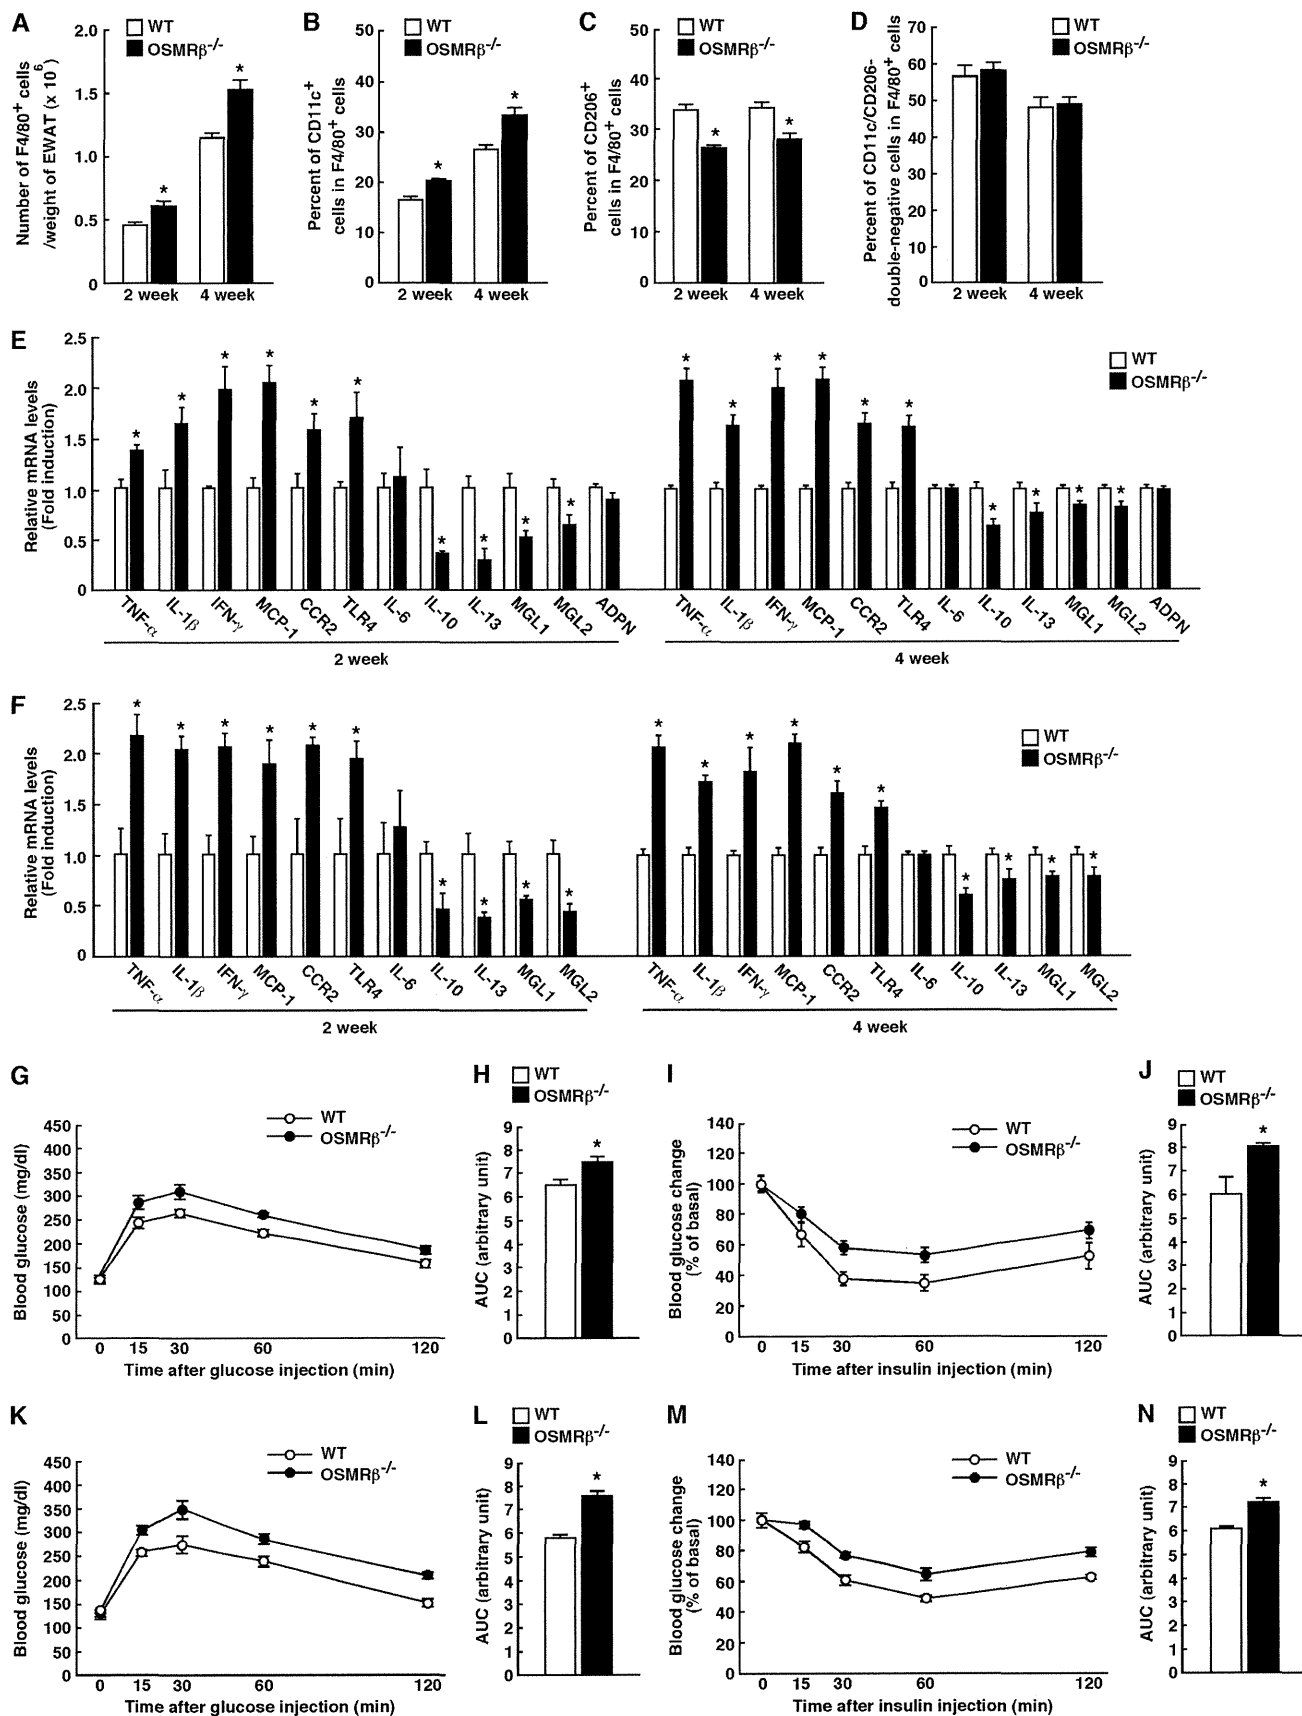 A
Number of F4/80+ cells
/weight of EWAT (x 10 6)
2.0
1.5
1.0
0.5
0
WT
OSMRβ-/-
*
*
2 week
4 week
B
Percent of CD11c+
cells in F4/80+ cells
50
40
30
20
10
0
WT
OSMRβ-/-
*
*
2 week
4 week
C
Percent of CD206+
cells in F4/80+ cells
50
40
30
20
10
0
WT
OSMRβ-/-
*
*
2 week
4 week
D
Percent of CD11c/CD206-
double-negative cells in F4/80+ cells
70
60
50
40
30
20
10
0
WT
OSMRβ-/-
2 week
4 week
E
Relative mRNA levels
(Fold induction)
2.5
2.0
1.5
1.0
0.5
0
WT
OSMRβ-/-
* * * * * * * * * *
* * * * * * * * * *
TNF-α IL-1β IFN-γ MCP-1 CCR2 TLR4 IL-6 IL-10 IL-13 MGL1 MGL2 ADPN
2 week
TNF-α IL-1β IFN-γ MCP-1 CCR2 TLR4 IL-6 IL-10 IL-13 MGL1 MGL2 ADPN
4 week
F
Relative mRNA levels
(Fold induction)
2.5
2.0
1.5
1.0
0.5
0
WT
OSMRβ-/-
* * * * * * * * * *
* * * * * * * * * *
TNF-α IL-1β IFN-γ MCP-1 CCR2 TLR4 IL-6 IL-10 IL-13 MGL1 MGL2
2 week
TNF-α IL-1β IFN-γ MCP-1 CCR2 TLR4 IL-6 IL-10 IL-13 MGL1 MGL2
4 week
G
Blood glucose (mg/dl)
450
400
350
300
250
200
150
100
50
0
WT
OSMRβ-/-
0 15 30 60 120
Time after glucose injection (min)
H
WT
OSMRβ-/-
AUC (arbitrary unit)
9
8
7
6
5
4
3
2
1
0
*
I
Blood glucose change
(% of basal)
140
120
100
80
60
40
20
0
WT
OSMRβ-/-
0 15 30 60 120
Time after insulin injection (min)
J
WT
OSMRβ-/-
AUC (arbitrary unit)
9
8
7
6
5
4
3
2
1
0
*
K
Blood glucose (mg/dl)
450
400
350
300
250
200
150
100
50
0
WT
OSMRβ-/-
0 15 30 60 120
Time after glucose injection (min)
L
WT
OSMRβ-/-
AUC (arbitrary unit)
9
8
7
6
5
4
3
2
1
0
*
M
Blood glucose change
(% of basal)
140
120
100
80
60
40
20
0
WT
OSMRβ-/-
0 15 30 60 120
Time after insulin injection (min)
N
WT
OSMRβ-/-
AUC (arbitrary unit)
9
8
7
6
5
4
3
2
1
0
*